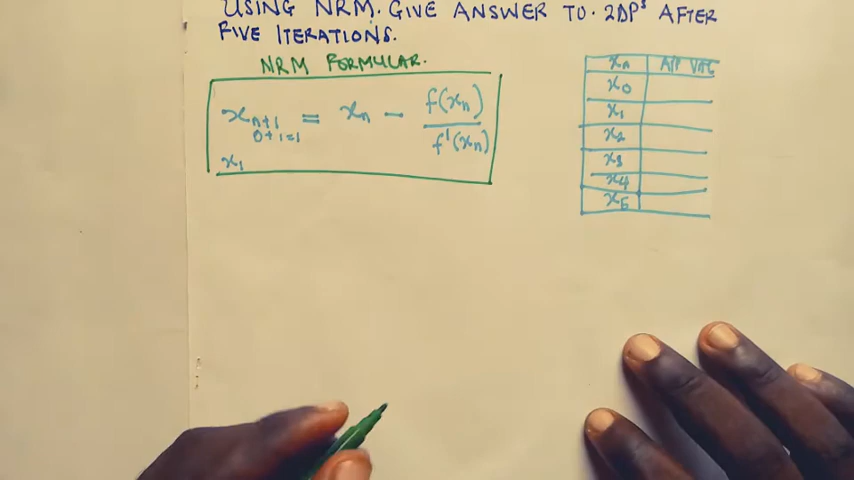 USING NRM. GIVE ANSWER TO 2DPS AFTER
FIVE ITERATIONS.
NRM FORMULAR.
xₙ₊₁ = xₙ − f(xₙ)/f'(xₙ)
0+1=1
x₁
xₙ APP VAL
x₀
x₁
x₂
x₃
x₄
x₅